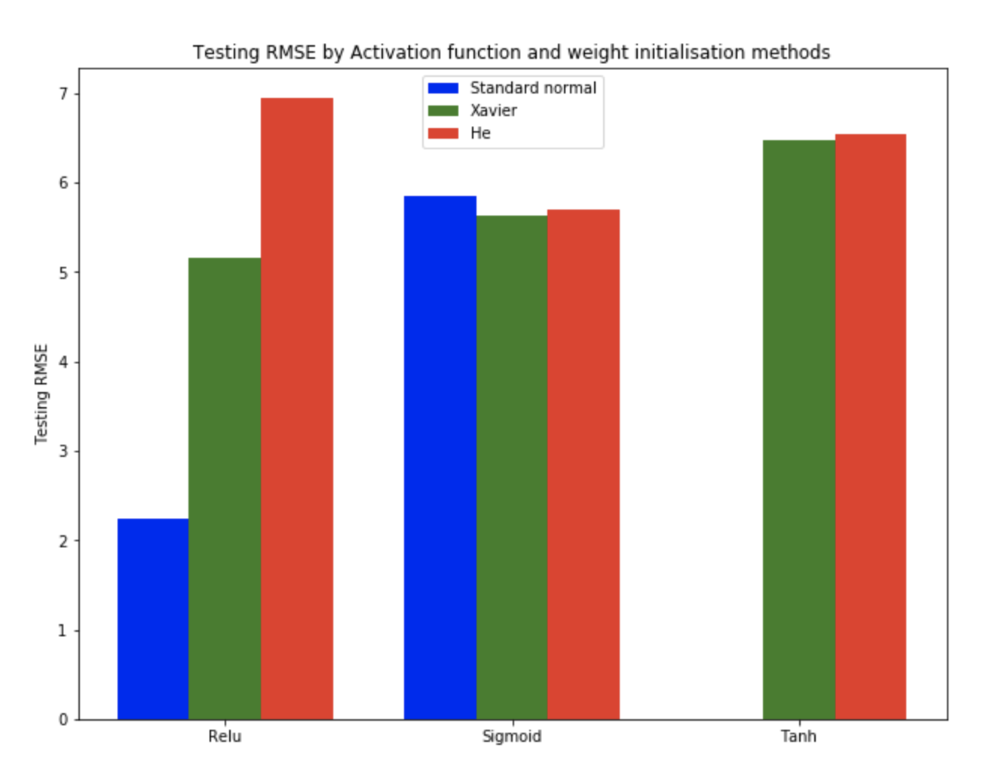 Testing RMSE by Activation function and weight initialisation methods
Standard normal
Xavier
He
Testing RMSE
7
6
5
4
3
2
1
0
Relu
Sigmoid
Tanh